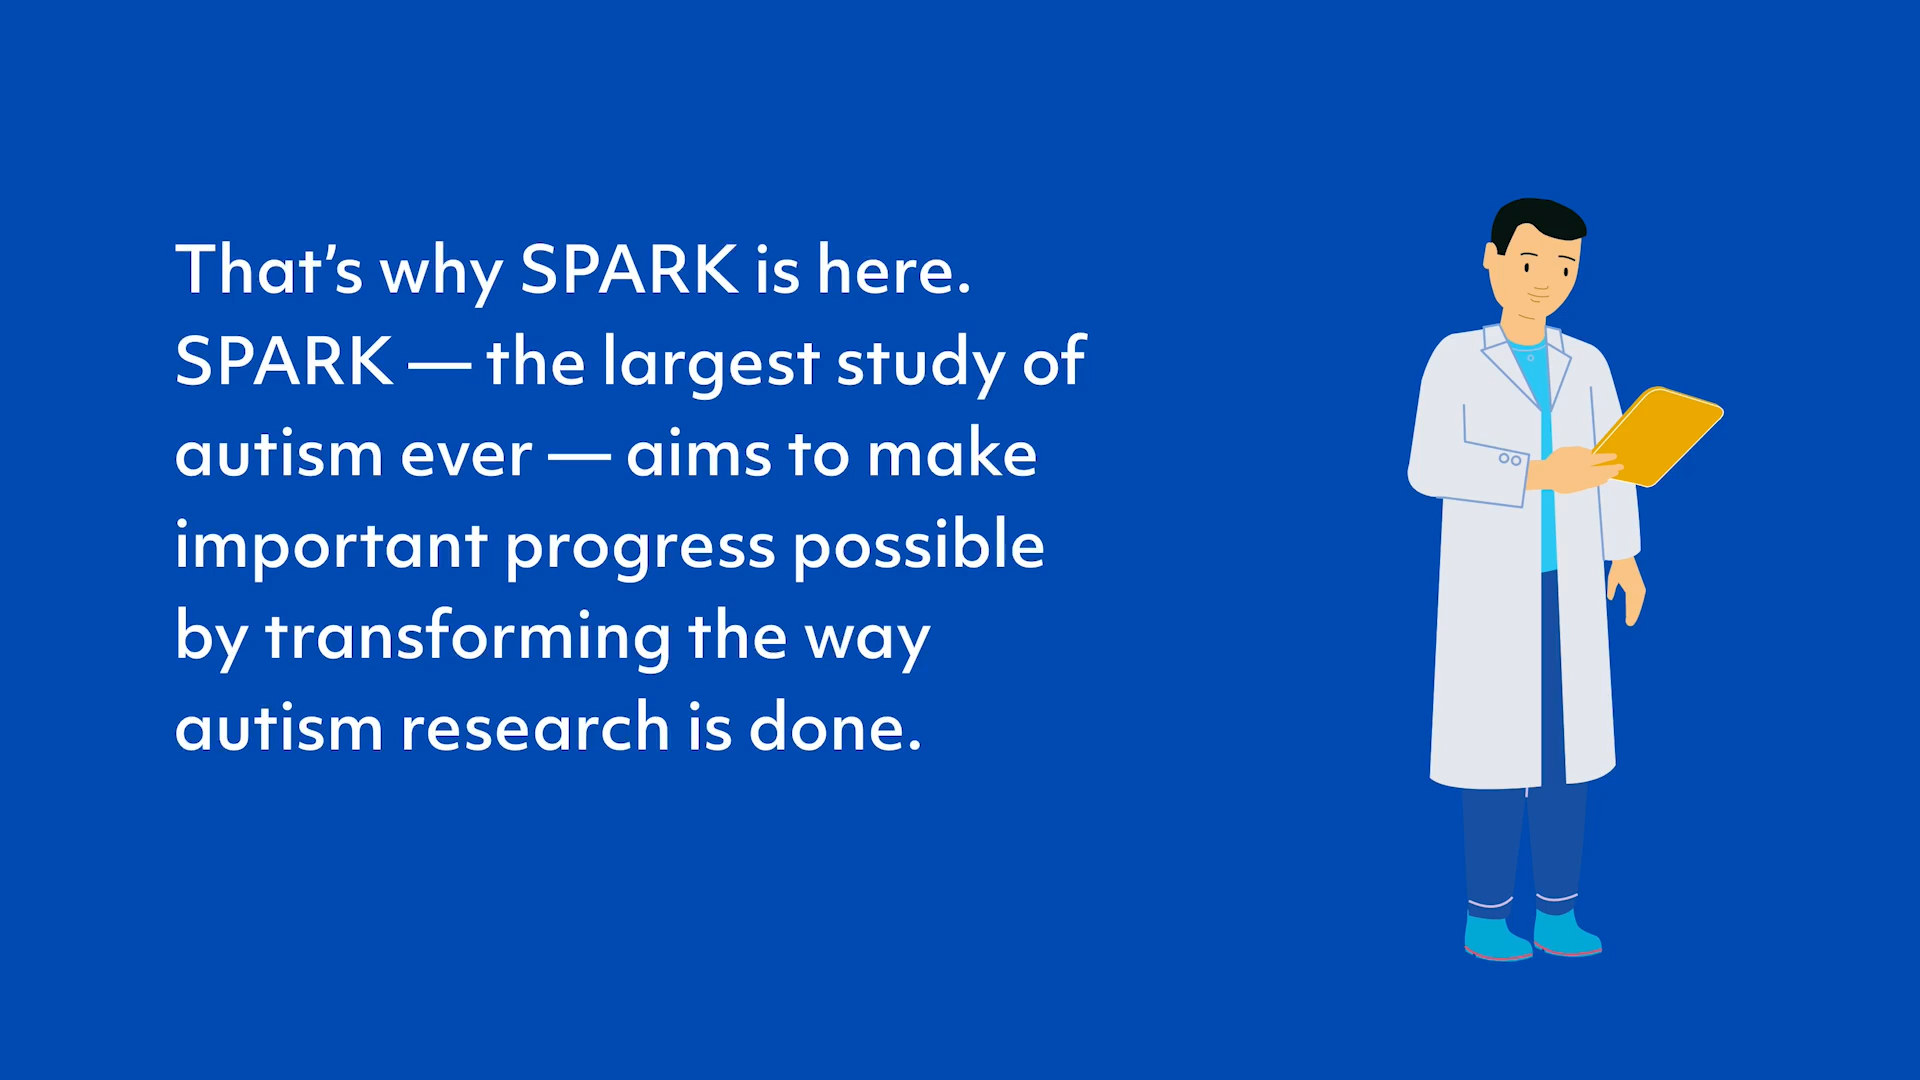 That’s why SPARK is here.
SPARK — the largest study of
autism ever — aims to make
important progress possible
by transforming the way
autism research is done.